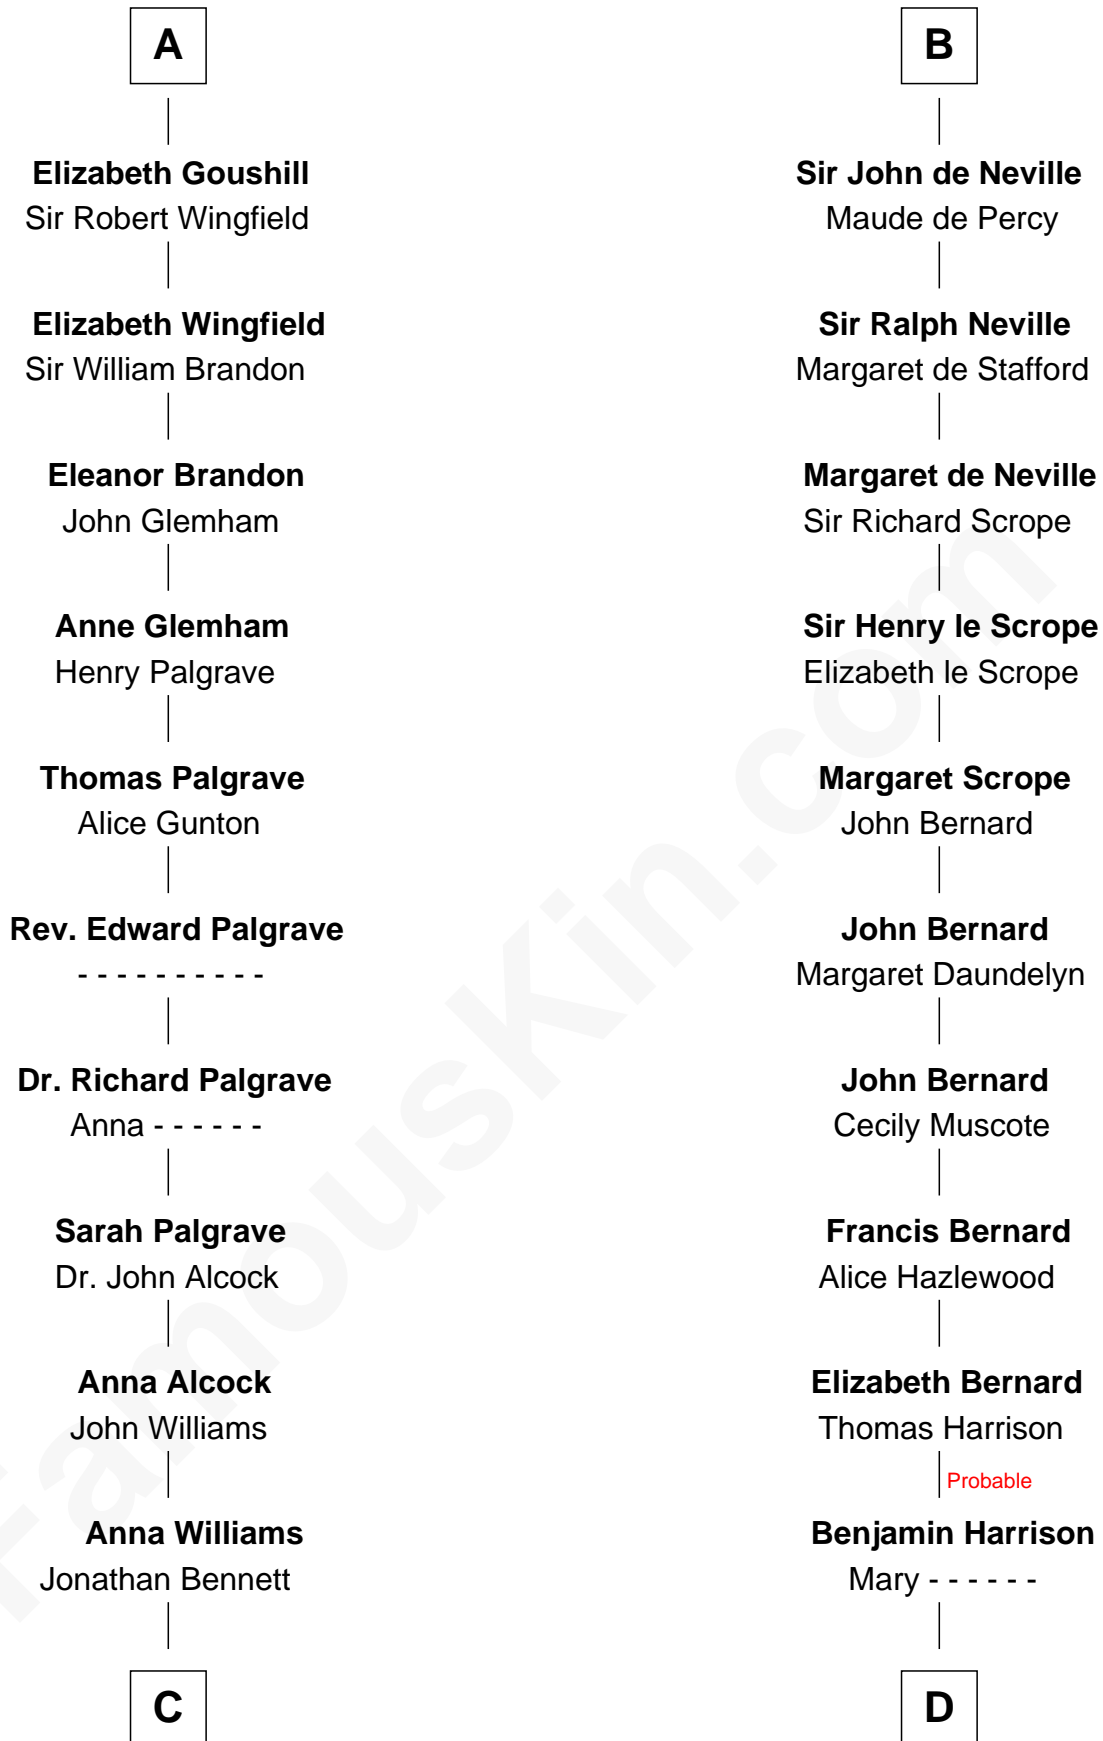 A
Elizabeth Goushill
Sir Robert Wingfield
Elizabeth Wingfield
Sir William Brandon
Eleanor Brandon
John Glemham
Anne Glemham
Henry Palgrave
Thomas Palgrave
Alice Gunton
Rev. Edward Palgrave
- - - - - - - - - -
Dr. Richard Palgrave
Anna - - - - - -
Sarah Palgrave
Dr. John Alcock
Anna Alcock
John Williams
Anna Williams
Jonathan Bennett
C
B
Sir John de Neville
Maude de Percy
Sir Ralph Neville
Margaret de Stafford
Margaret de Neville
Sir Richard Scrope
Sir Henry le Scrope
Elizabeth le Scrope
Margaret Scrope
John Bernard
John Bernard
Margaret Daundelyn
John Bernard
Cecily Muscote
Francis Bernard
Alice Hazlewood
Elizabeth Bernard
Thomas Harrison
Probable
Benjamin Harrison
Mary - - - - - -
D
FamousKin.com